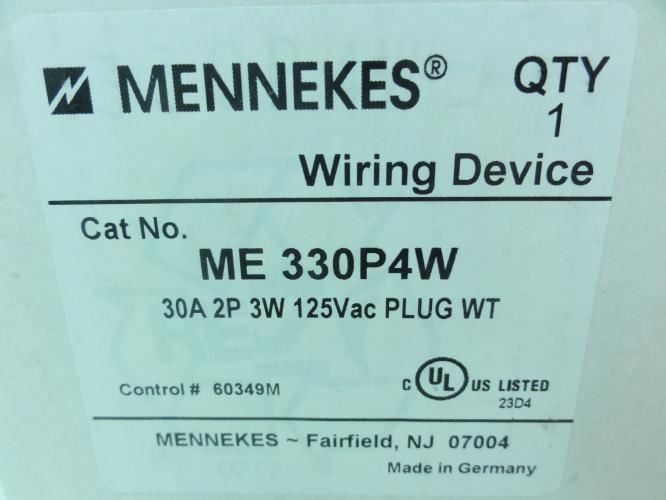 MENNEKES® QTY
1
Wiring Device
Cat No.
ME 330P4W
30A 2P 3W 125Vac PLUG WT
Control # 60349M
C UL US LISTED
23D4
MENNEKES ~ Fairfield, NJ 07004
Made in Germany